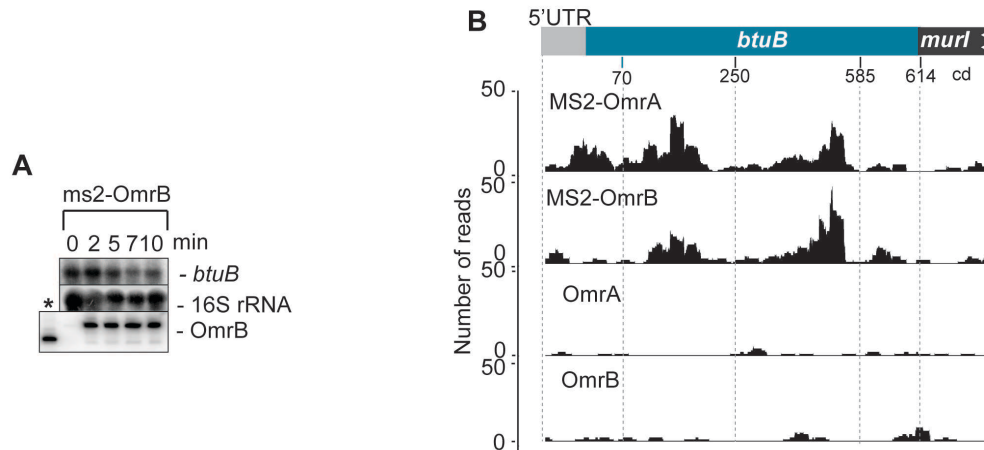 A
ms2-OmrB
0 2 5 7 10 min
- btuB
- 16S rRNA
*
- OmrB
B
5'UTR
btuB
murI
70 250 585 614 cd
Number of reads
50
MS2-OmrA
0
50
MS2-OmrB
0
50
OmrA
0
50
OmrB
0